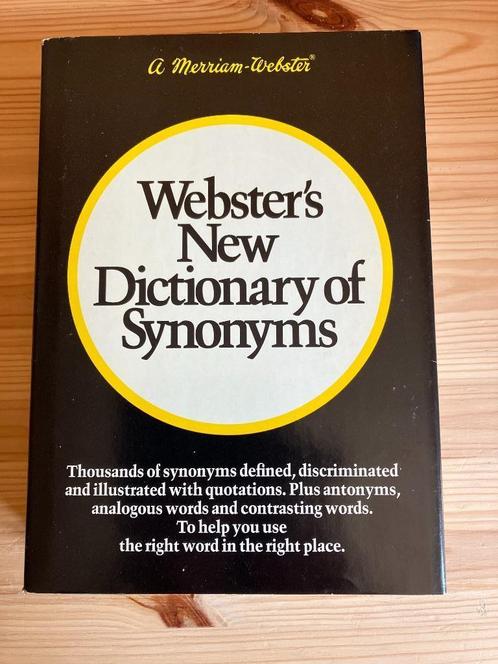 a Merriam-Webster®
Webster's
New
Dictionary of
Synonyms
Thousands of synonyms defined, discriminated
and illustrated with quotations. Plus antonyms,
analogous words and contrasting words.
To help you use
the right word in the right place.